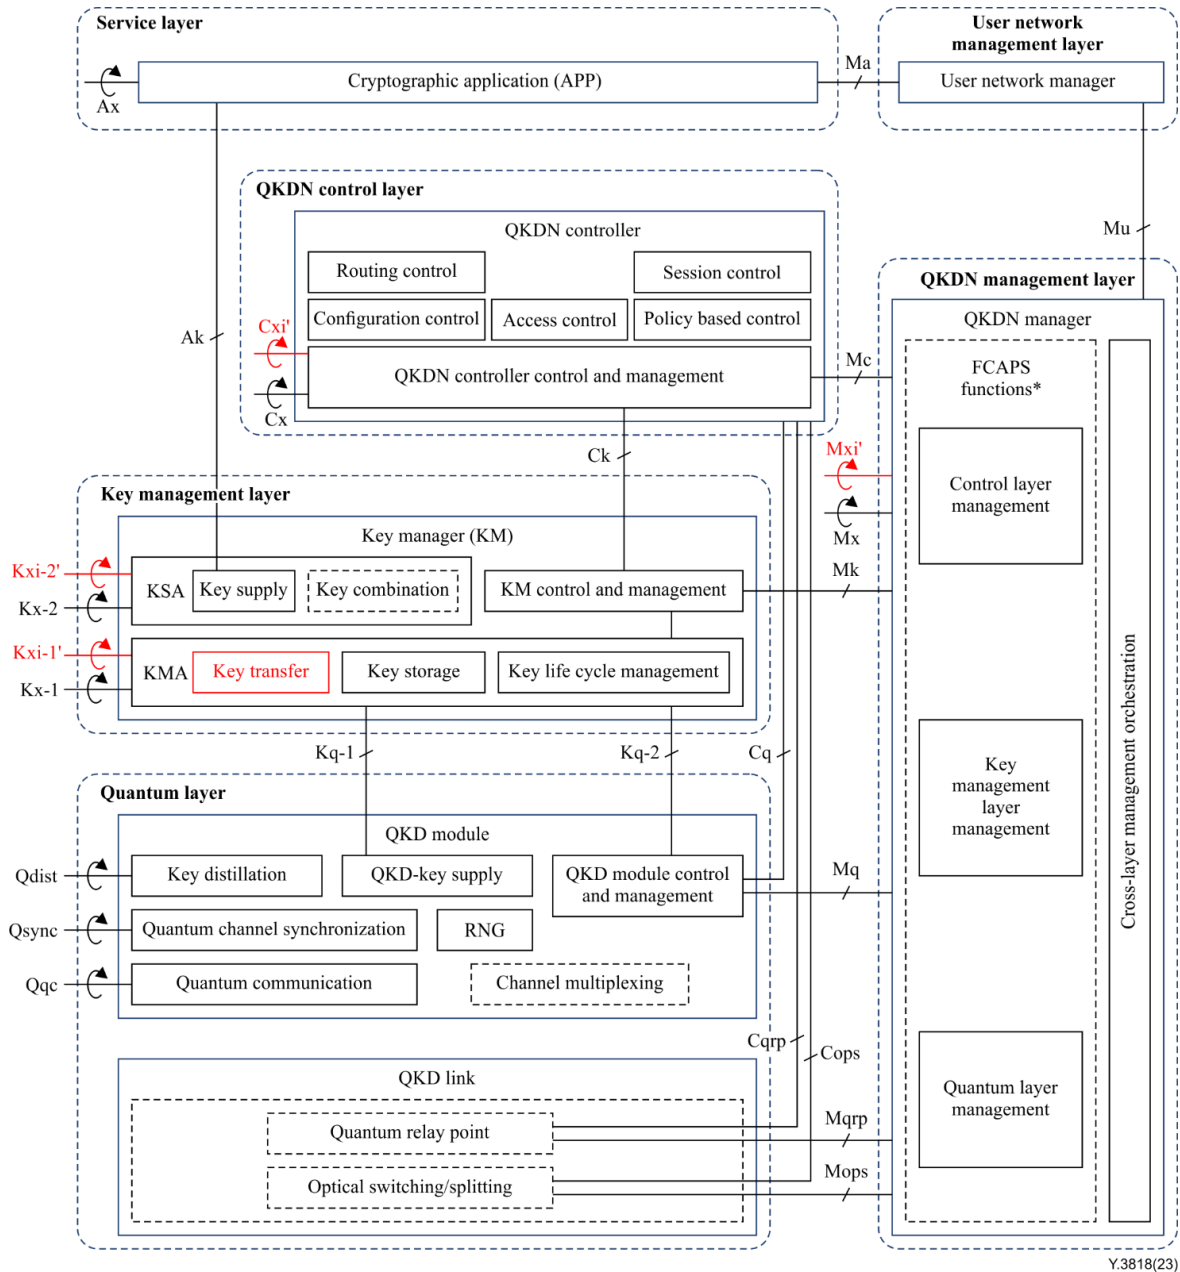 Service layer
User network
management layer
Cryptographic application (APP)
Ma
User network manager
Ax
QKDN control layer
QKDN controller
Mu
Routing control
Session control
QKDN management layer
Configuration control
Access control
Policy based control
QKDN manager
Cxi'
Ak
QKDN controller control and management
Mc
FCAPS
functions*
Cx
Ck
Mxi'
Control layer
management
Mx
Key management layer
Key manager (KM)
Kxi-2'
KSA
Key supply
Key combination
KM control and management
Mk
Kx-2
Kxi-1'
KMA
Key transfer
Key storage
Key life cycle management
Kx-1
Cross-layer management orchestration
Kq-1
Kq-2
Cq
Key
management
layer
management
Quantum layer
QKD module
Qdist
Key distillation
QKD-key supply
QKD module control
and management
Mq
Qsync
Quantum channel synchronization
RNG
Qqc
Quantum communication
Channel multiplexing
Cqrp
Cops
QKD link
Quantum layer
management
Quantum relay point
Mqrp
Optical switching/splitting
Mops
Y.3818(23)